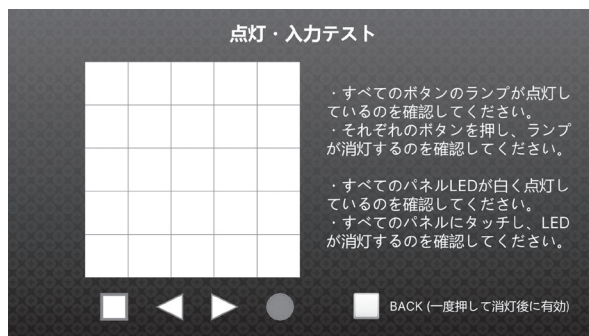 点灯・入力テスト
・すべてのボタンのランプが点灯し
ているのを確認してください。
・それぞれのボタンを押し、ランプ
が消灯するのを確認してください。
・すべてのパネルLEDが白く点灯し
ているのを確認してください。
・すべてのパネルにタッチし、LED
が消灯するのを確認してください。
BACK (一度押して消灯後に有効)